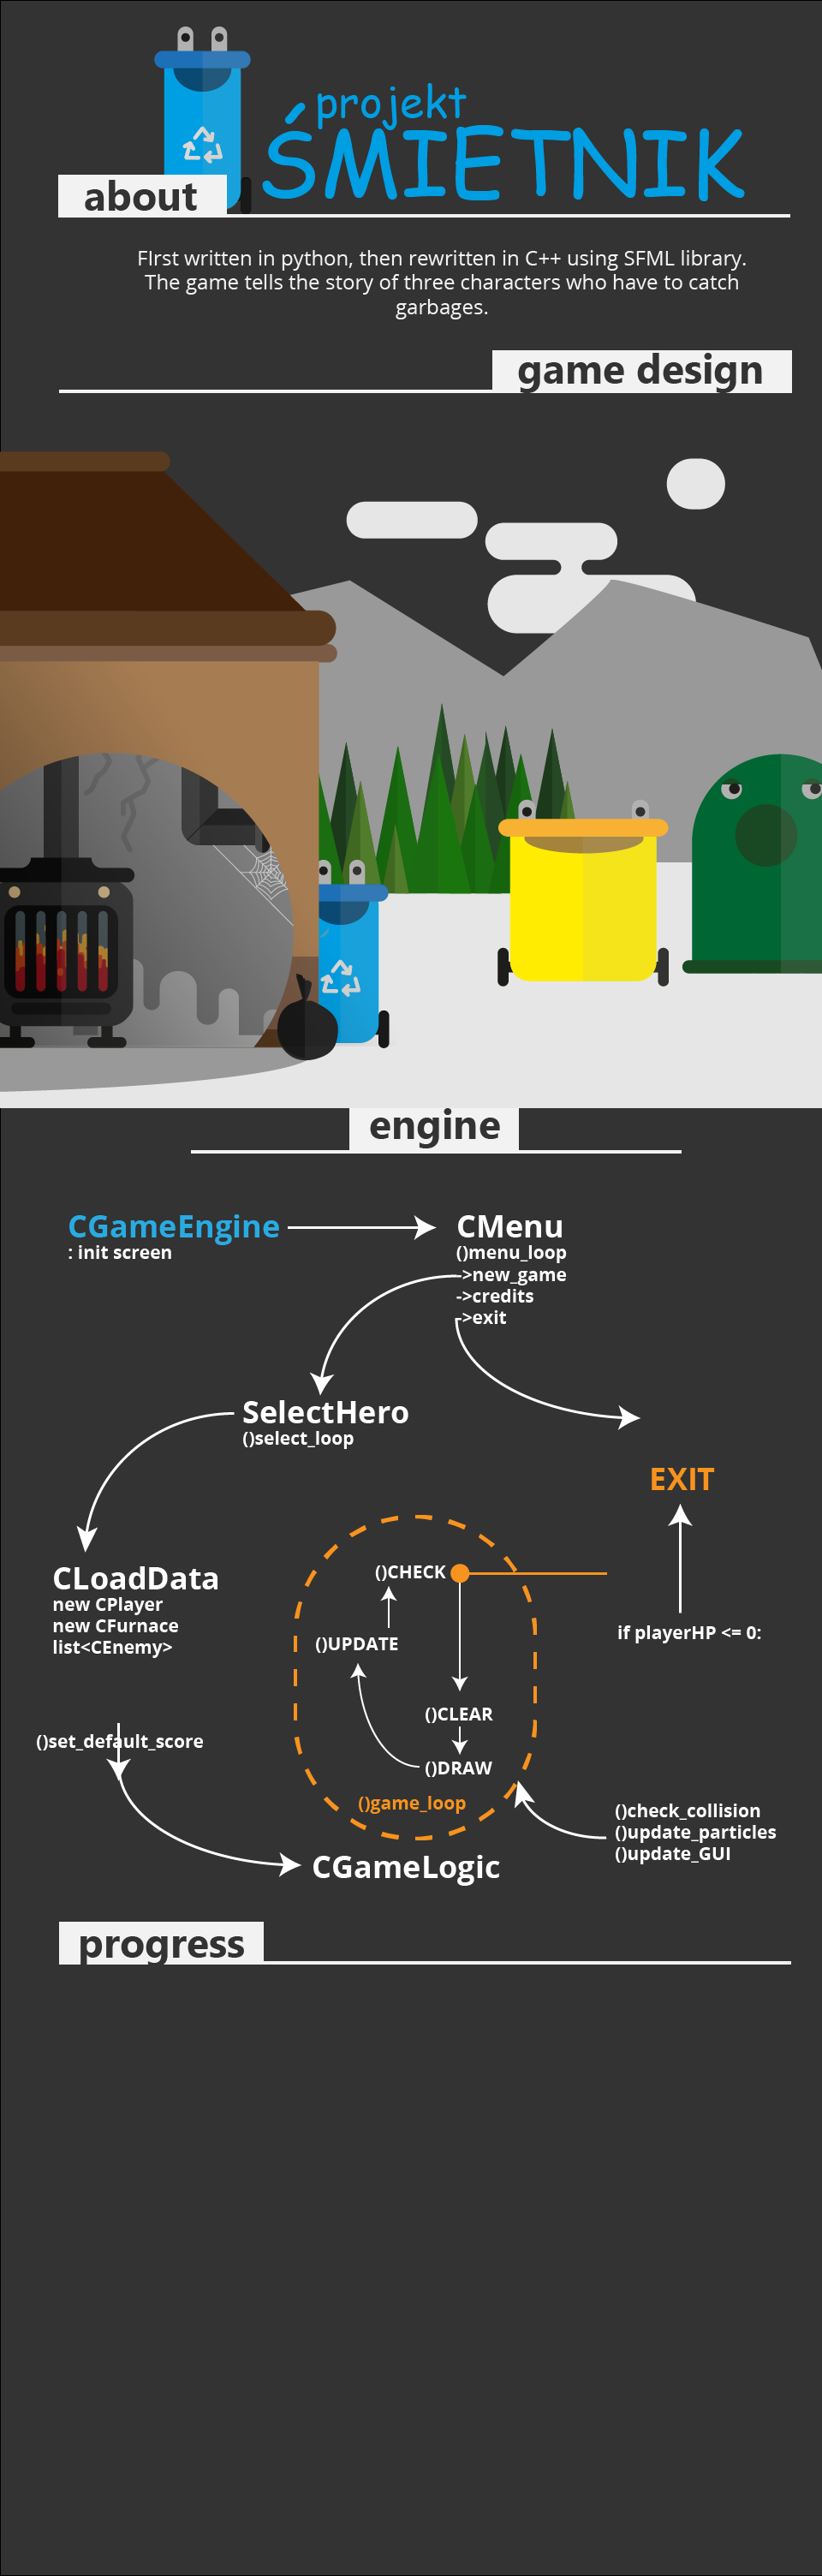 projekt
ŚMIETNIK
about
FIrst written in python, then rewritten in C++ using SFML library.
The game tells the story of three characters who have to catch
garbages.
game design
engine
CGameEngine
: init screen
CMenu
()menu_loop
->new_game
->credits
->exit
SelectHero
()select_loop
EXIT
if playerHP <= 0:
CLoadData
new CPlayer
new CFurnace
list<CEnemy>
()set_default_score
()CHECK
()UPDATE
()CLEAR
()DRAW
()game_loop
()check_collision
()update_particles
()update_GUI
CGameLogic
progress